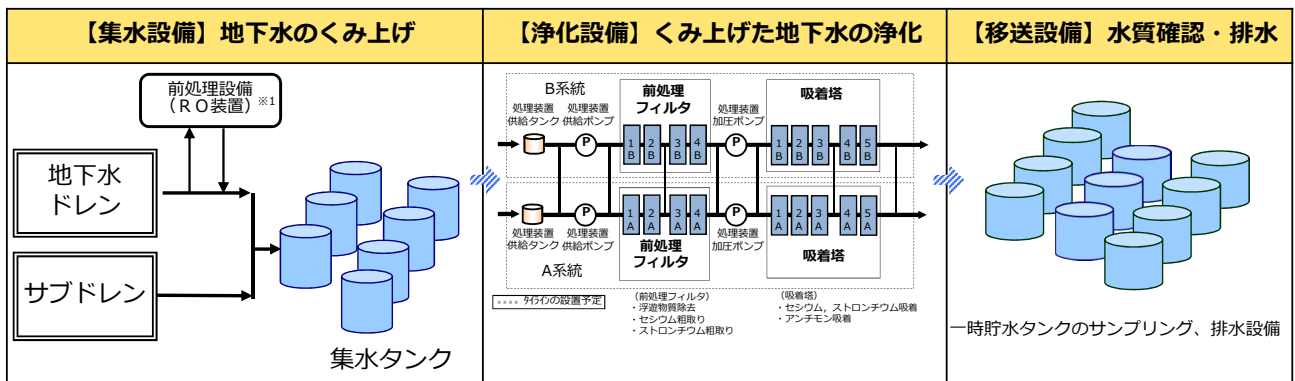 【集水設備】地下水のくみ上げ
前処理設備
（ＲＯ装置）※1
地下水
ドレン
サブドレン
集水タンク
【浄化設備】くみ上げた地下水の浄化
B系統
処理装置
供給タンク
処理装置
供給ポンプ
前処理
フィルタ
処理装置
加圧ポンプ
吸着塔
P
1B
2B
3B
4B
P
1B
2B
3B
4B
5B
P
1A
2A
3A
4A
P
1A
2A
3A
4A
5A
処理装置
供給タンク
処理装置
供給ポンプ
前処理
フィルタ
処理装置
加圧ポンプ
吸着塔
A系統
ﾀｲﾗｲﾝの設置予定
（前処理フィルタ）
・浮遊物質除去
・セシウム粗取り
・ストロンチウム粗取り
（吸着塔）
・セシウム，ストロンチウム吸着
・アンチモン吸着
【移送設備】水質確認・排水
一時貯水タンクのサンプリング、排水設備